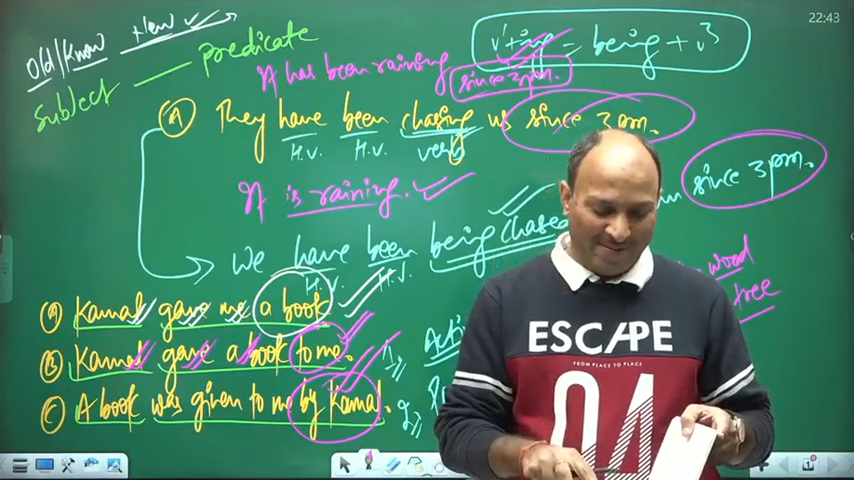 22:43
Old/Know → New
subject — predicate
v¹+ing = being + v³
It has been raining since 3pm.
(A) They have been chasing us since 3 pm.
H.v. H.v. verb
It is raining.
since 3pm.
We have been being chased
H.v. H.v.
wood
tree
(A) Kamal gave me a book
(B) Kamal gave a book to me.
(C) A book was given to me by Kamal.
ESCAPE
FROM PLACE TO PLACE
04